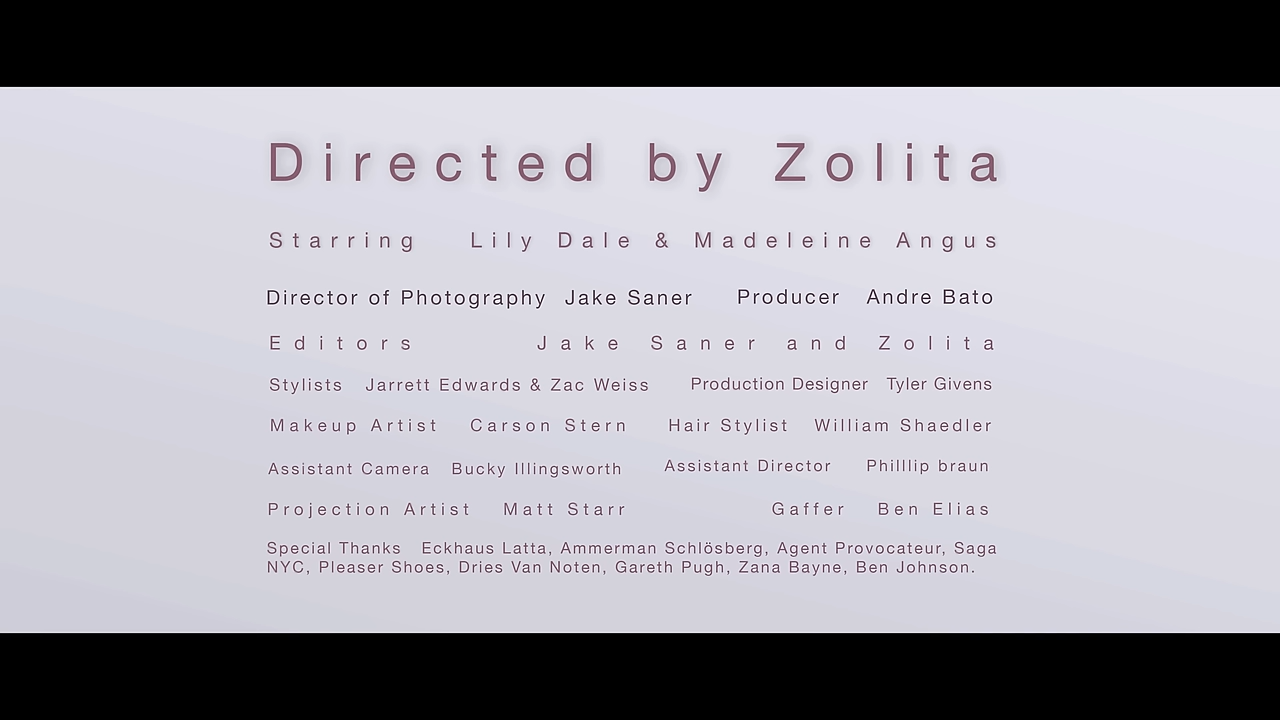 Directed by Zolita
Starring Lily Dale & Madeleine Angus
Director of Photography Jake Saner Producer Andre Bato
Editors Jake Saner and Zolita
Stylists Jarrett Edwards & Zac Weiss Production Designer Tyler Givens
Makeup Artist Carson Stern Hair Stylist William Shaedler
Assistant Camera Bucky Illingsworth Assistant Director Philllip braun
Projection Artist Matt Starr Gaffer Ben Elias
Special Thanks Eckhaus Latta, Ammerman Schlösberg, Agent Provocateur, Saga
NYC, Pleaser Shoes, Dries Van Noten, Gareth Pugh, Zana Bayne, Ben Johnson.